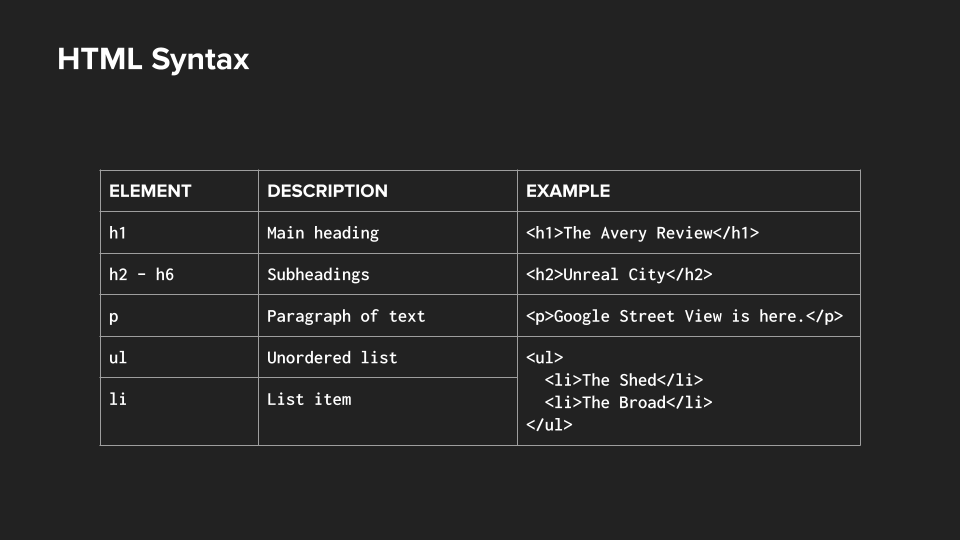 HTML Syntax
ELEMENT DESCRIPTION EXAMPLE
h1 Main heading <h1>The Avery Review</h1>
h2 - h6 Subheadings <h2>Unreal City</h2>
p Paragraph of text <p>Google Street View is here.</p>
ul Unordered list <ul>
<li>The Shed</li>
li List item
<li>The Broad</li>
</ul>